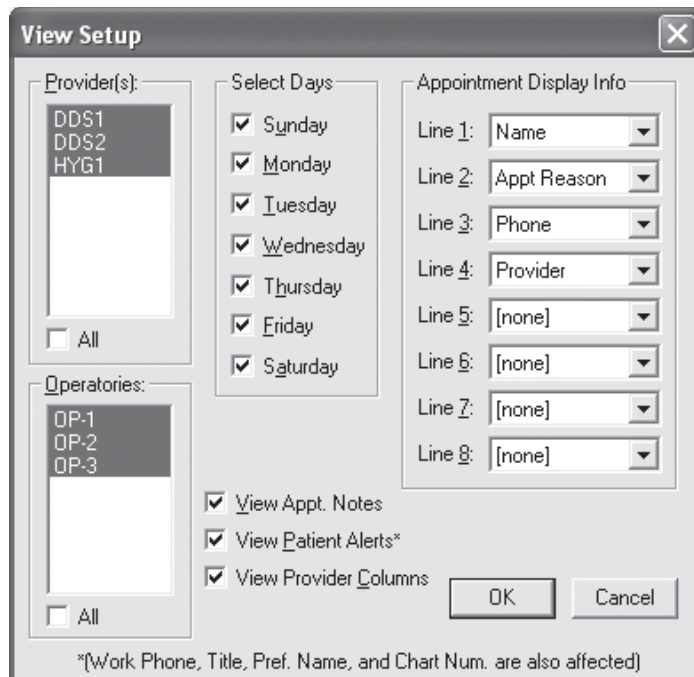 View Setup
Provider(s):
DDS1
DDS2
HYG1
All
Operatories:
OP-1
OP-2
OP-3
All
Select Days
Sunday
Monday
Tuesday
Wednesday
Thursday
Friday
Saturday
Appointment Display Info
Line 1: Name
Line 2: Appt Reason
Line 3: Phone
Line 4: Provider
Line 5: [none]
Line 6: [none]
Line 7: [none]
Line 8: [none]
View Appt. Notes
View Patient Alerts*
View Provider Columns
OK Cancel
*(Work Phone, Title, Pref. Name, and Chart Num. are also affected)